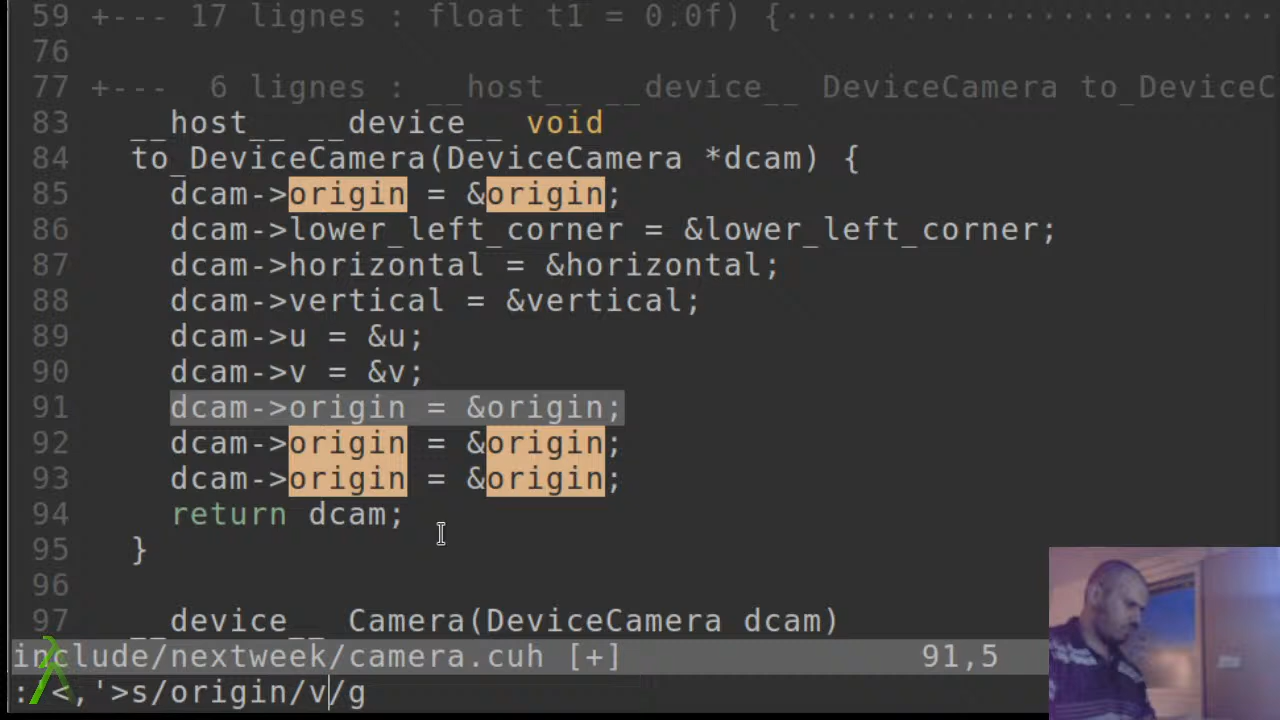 59 +--- 17 lignes : float t1 = 0.0f) {·························
76
77 +---  6 lignes : __host__ __device__ DeviceCamera to_DeviceC
83   __host__ __device__ void
84   to_DeviceCamera(DeviceCamera *dcam) {
85     dcam->origin = &origin;
86     dcam->lower_left_corner = &lower_left_corner;
87     dcam->horizontal = &horizontal;
88     dcam->vertical = &vertical;
89     dcam->u = &u;
90     dcam->v = &v;
91     dcam->origin = &origin;
92     dcam->origin = &origin;
93     dcam->origin = &origin;
94     return dcam;
95   }
96
97   __device__ Camera(DeviceCamera dcam)
include/nextweek/camera.cuh [+] 91,5
:'<,'>s/origin/v/g